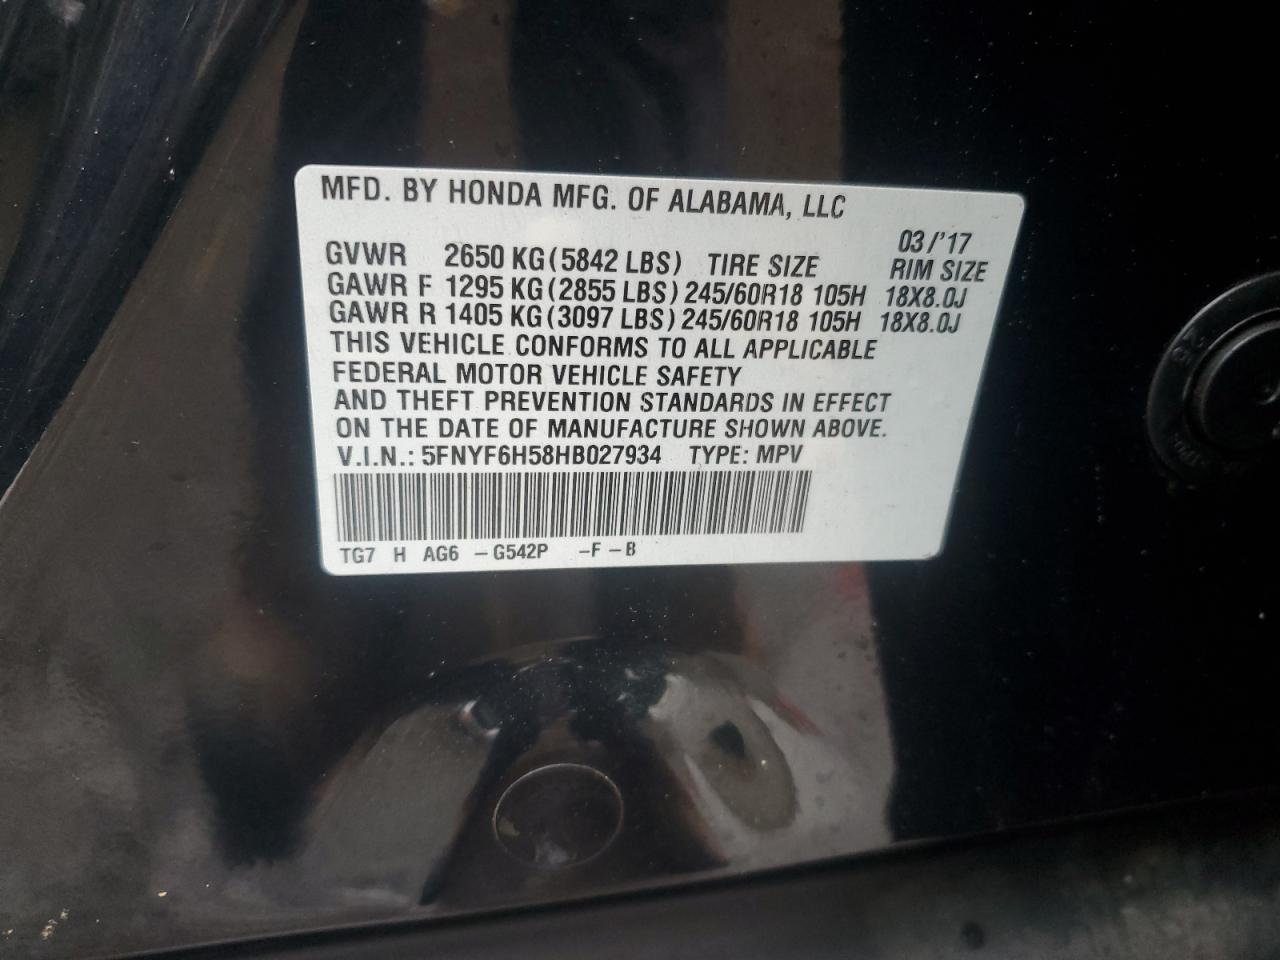 MFD. BY HONDA MFG. OF ALABAMA, LLC
03/'17
GVWR 2650 KG (5842 LBS) TIRE SIZE RIM SIZE
GAWR F 1295 KG (2855 LBS) 245/60R18 105H 18X8.0J
GAWR R 1405 KG (3097 LBS) 245/60R18 105H 18X8.0J
THIS VEHICLE CONFORMS TO ALL APPLICABLE
FEDERAL MOTOR VEHICLE SAFETY
AND THEFT PREVENTION STANDARDS IN EFFECT
ON THE DATE OF MANUFACTURE SHOWN ABOVE.
V.I.N.: 5FNYF6H58HB027934 TYPE: MPV
TG7 H AG6 -G542P -F-B